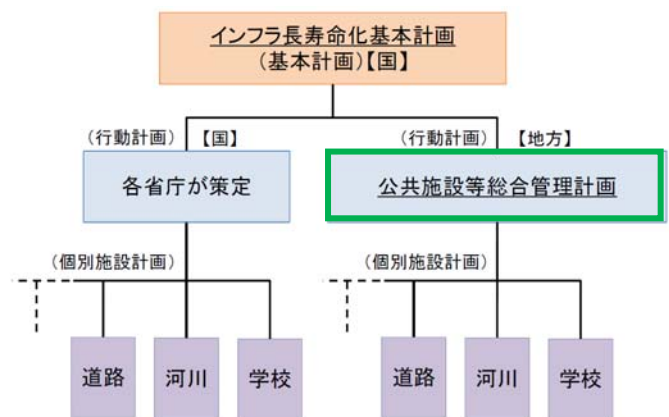 インフラ長寿命化基本計画
(基本計画)【国】
(行動計画) 【国】
(行動計画) 【地方】
各省庁が策定
公共施設等総合管理計画
(個別施設計画)
(個別施設計画)
道路
河川
学校
道路
河川
学校